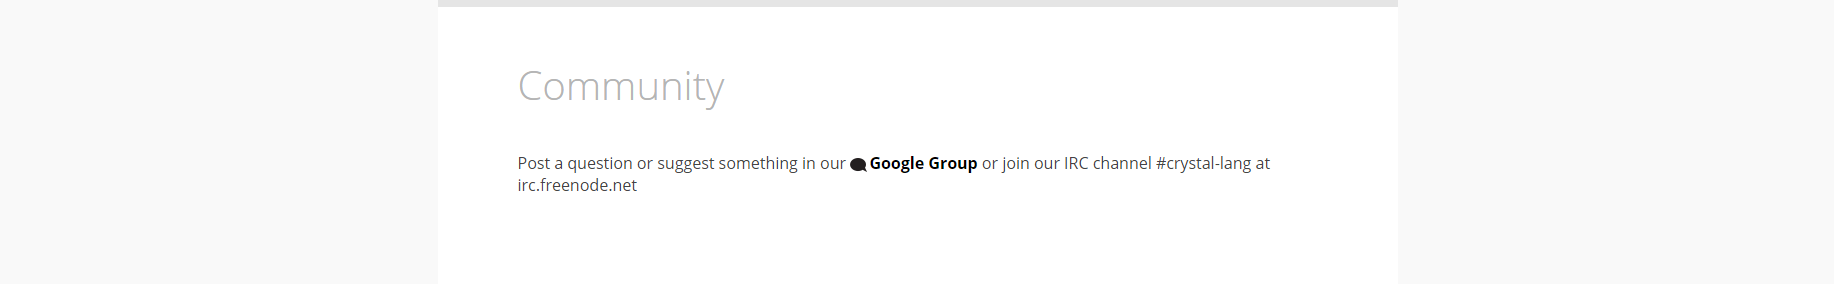 Community
Post a question or suggest something in our Google Group or join our IRC channel #crystal-lang at
irc.freenode.net